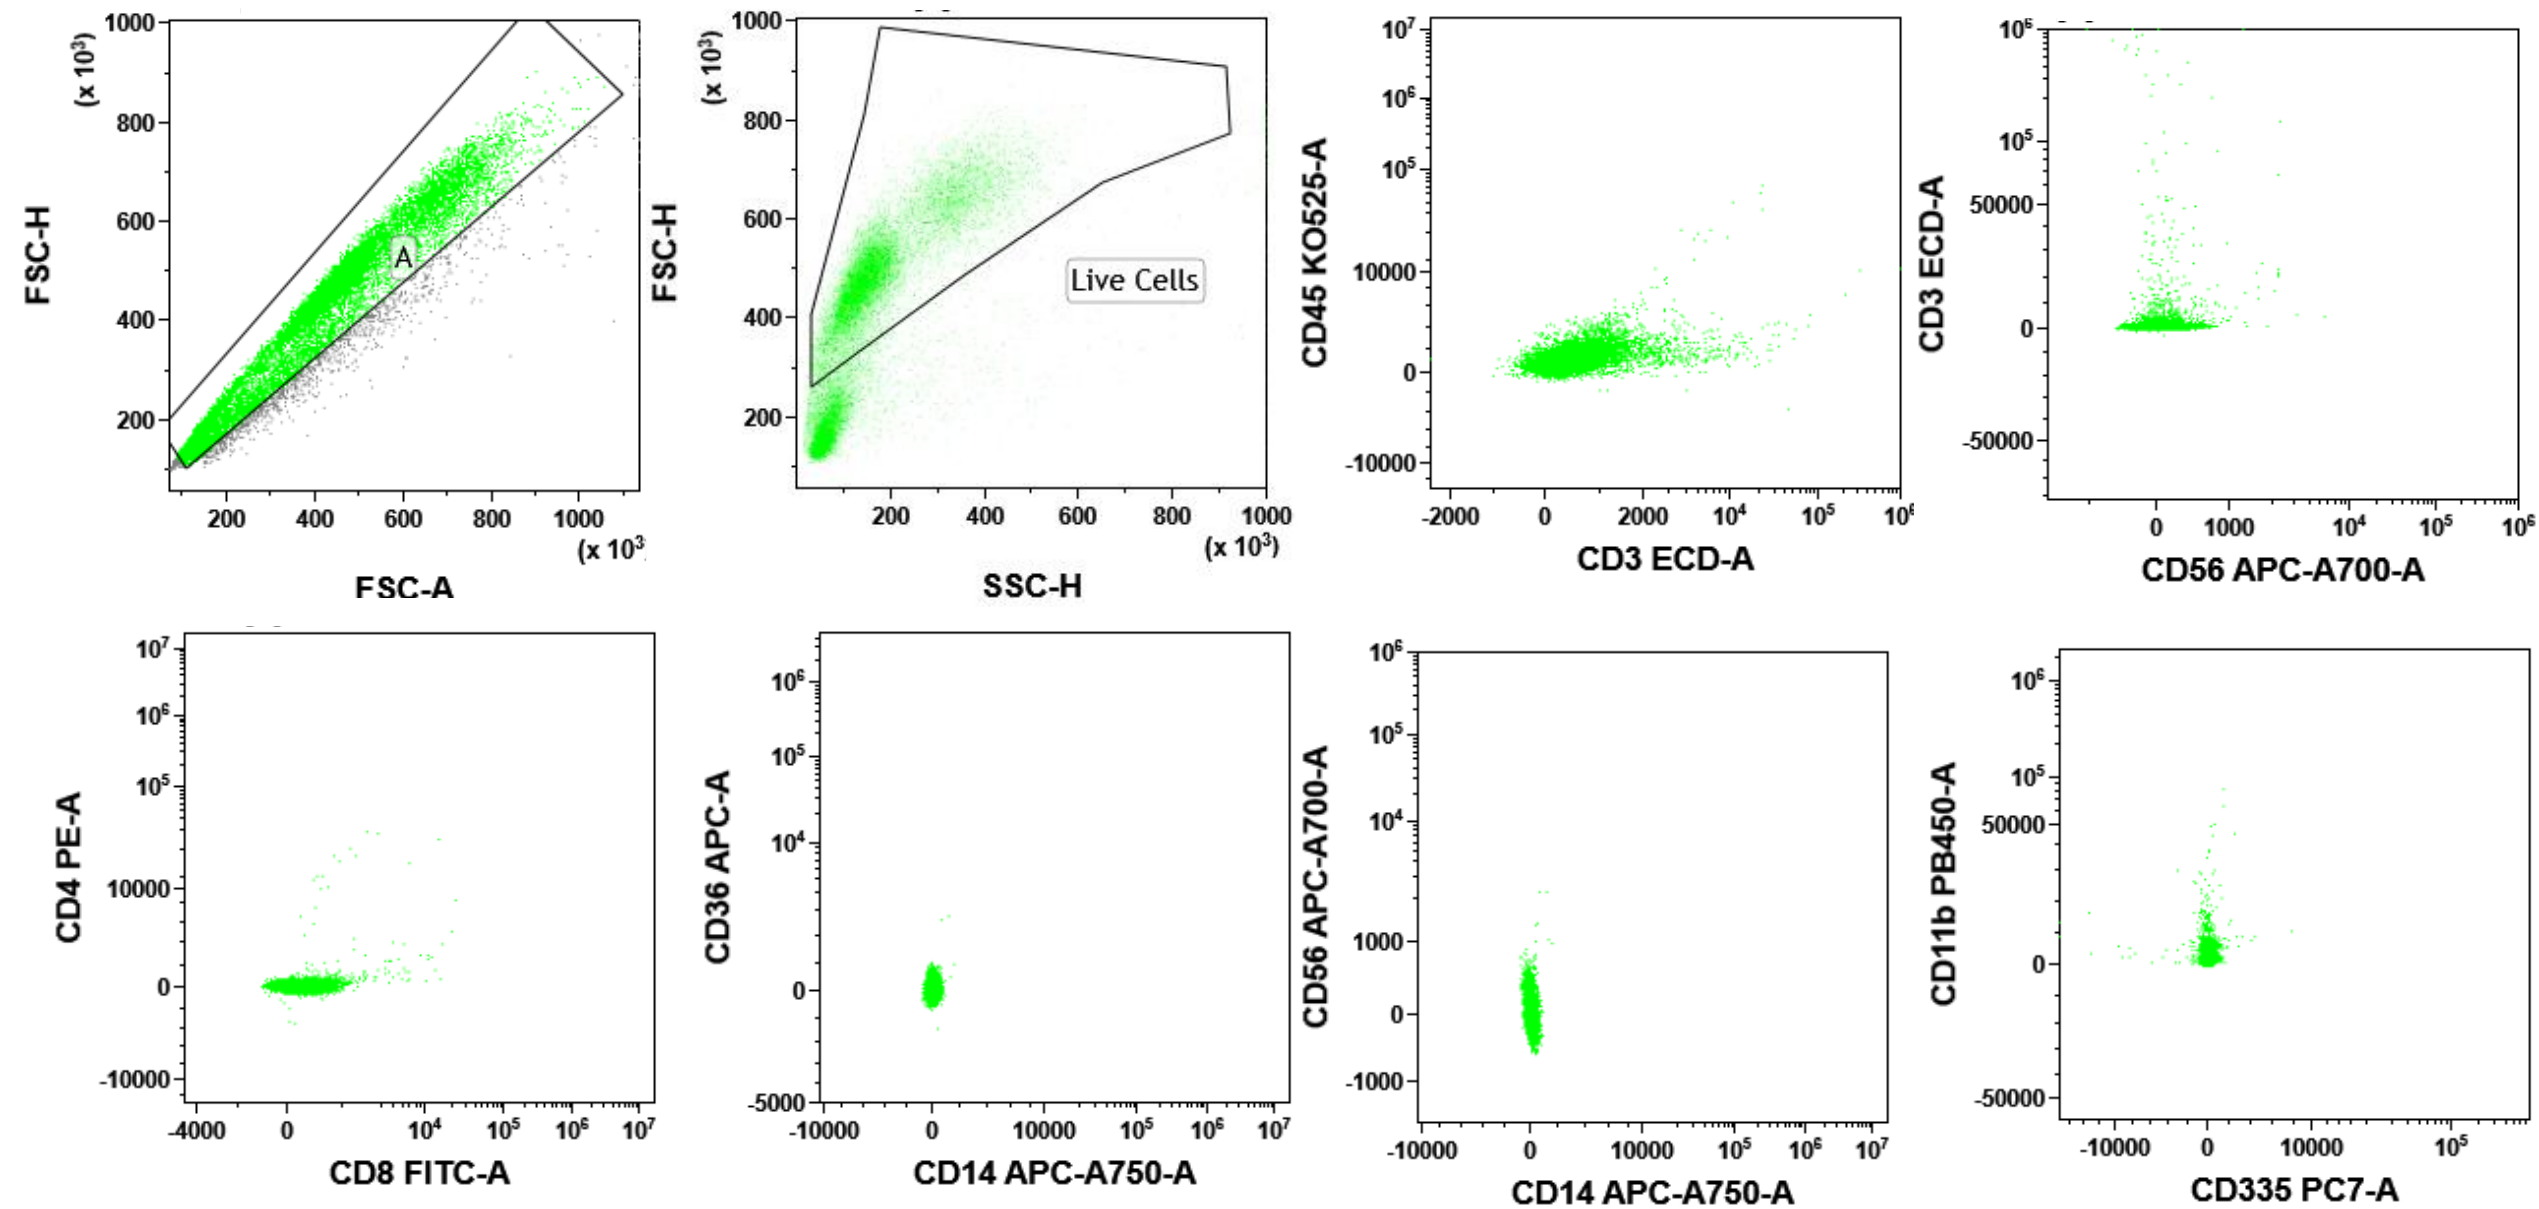 1000
800
600
400
200
(x 10³)
FSC-H
A
200 400 600 800 1000
(x 10³
FSC-A
1000
800
600
400
200
(x 10³)
FSC-H
Live Cells
200 400 600 800 1000
(x 10³)
SSC-H
10⁷
10⁶
10⁵
10000
0
-10000
CD45 KO525-A
-2000 0 2000 10⁴ 10⁵ 10⁶
CD3 ECD-A
10⁶
10⁵
50000
0
-50000
CD3 ECD-A
0 1000 10⁴ 10⁵ 10⁶
CD56 APC-A700-A
10⁷
10⁶
10⁵
10000
0
-10000
CD4 PE-A
-4000 0 10⁴ 10⁵ 10⁶ 10⁷
CD8 FITC-A
10⁶
10⁵
10⁴
0
-5000
CD36 APC-A
-10000 0 10000 10⁵ 10⁶ 10⁷
CD14 APC-A750-A
10⁶
10⁵
10⁴
1000
0
-1000
CD56 APC-A700-A
-10000 0 10000 10⁵ 10⁶ 10⁷
CD14 APC-A750-A
10⁶
10⁵
50000
0
-50000
CD11b PB450-A
-10000 0 10000 10⁵
CD335 PC7-A